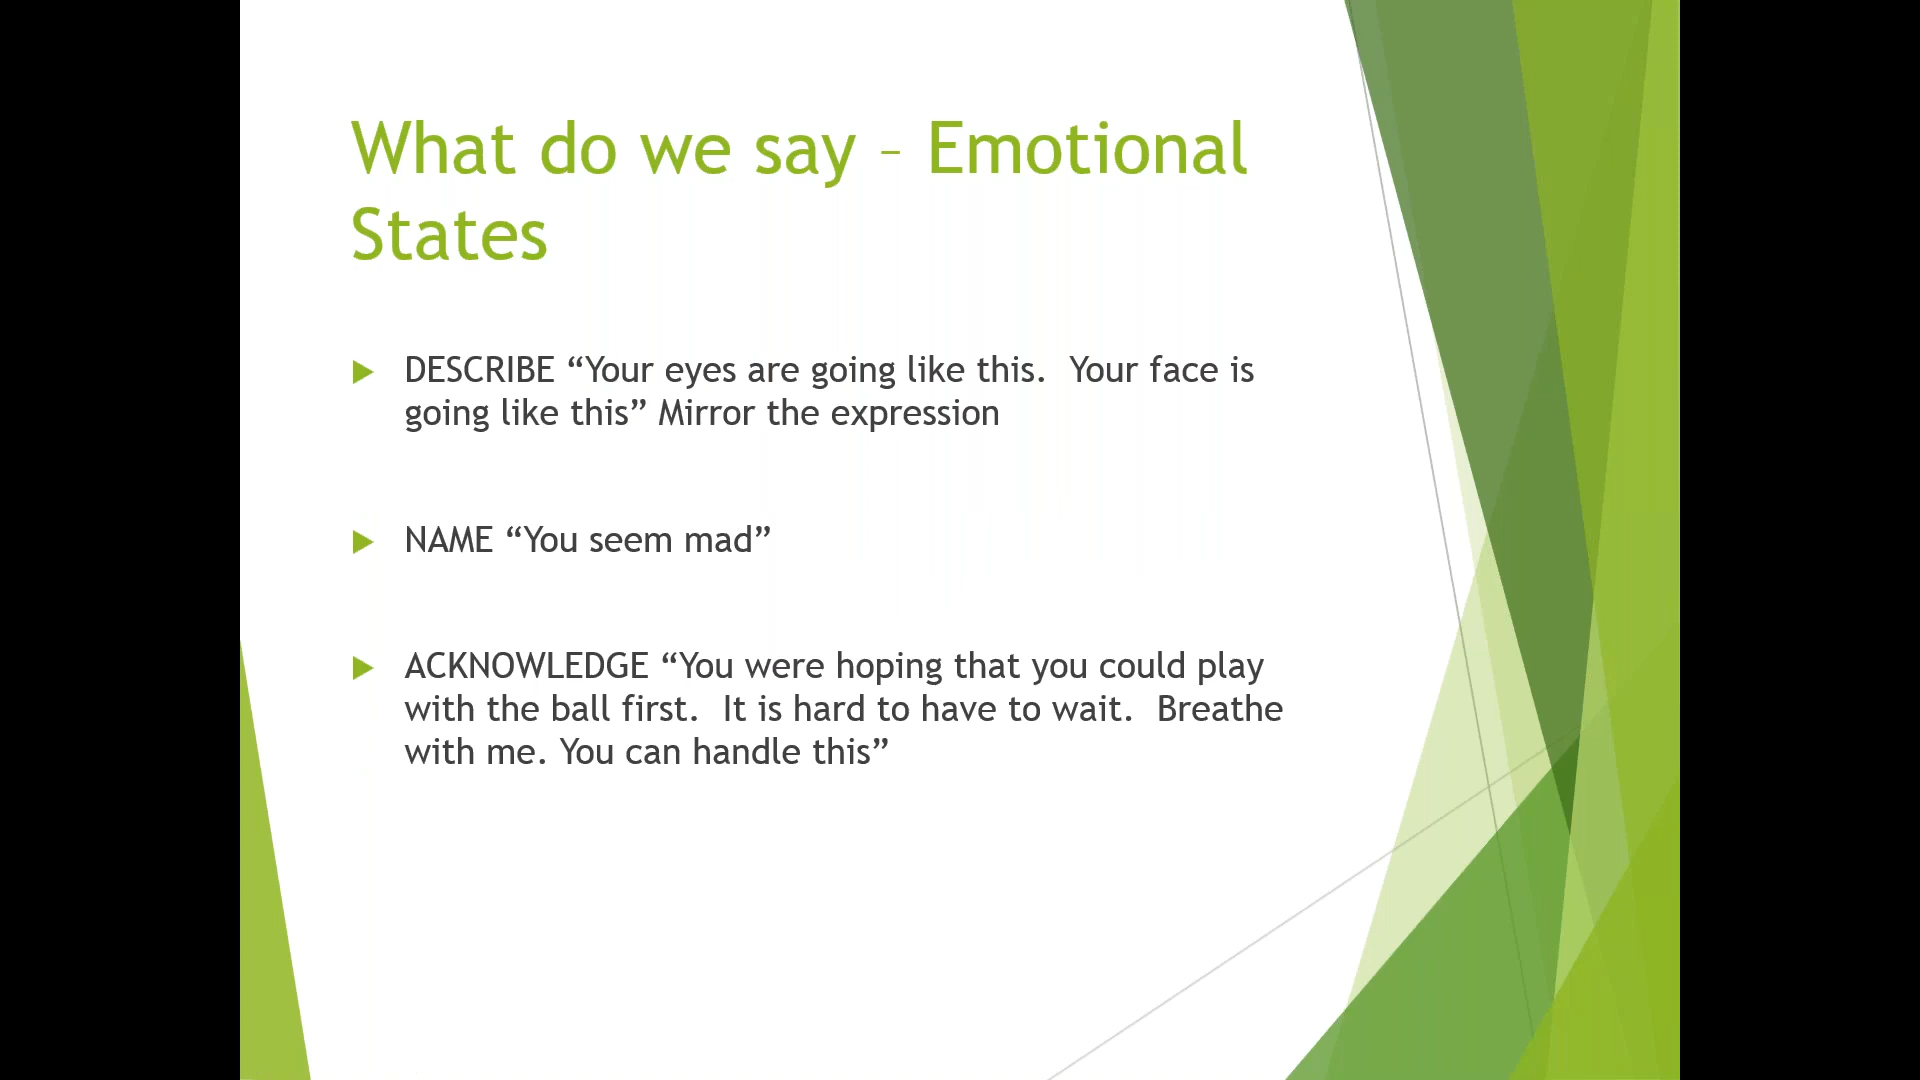 What do we say – Emotional
States
DESCRIBE “Your eyes are going like this.  Your face is
going like this” Mirror the expression
NAME “You seem mad”
ACKNOWLEDGE “You were hoping that you could play
with the ball first.  It is hard to have to wait.  Breathe
with me. You can handle this”